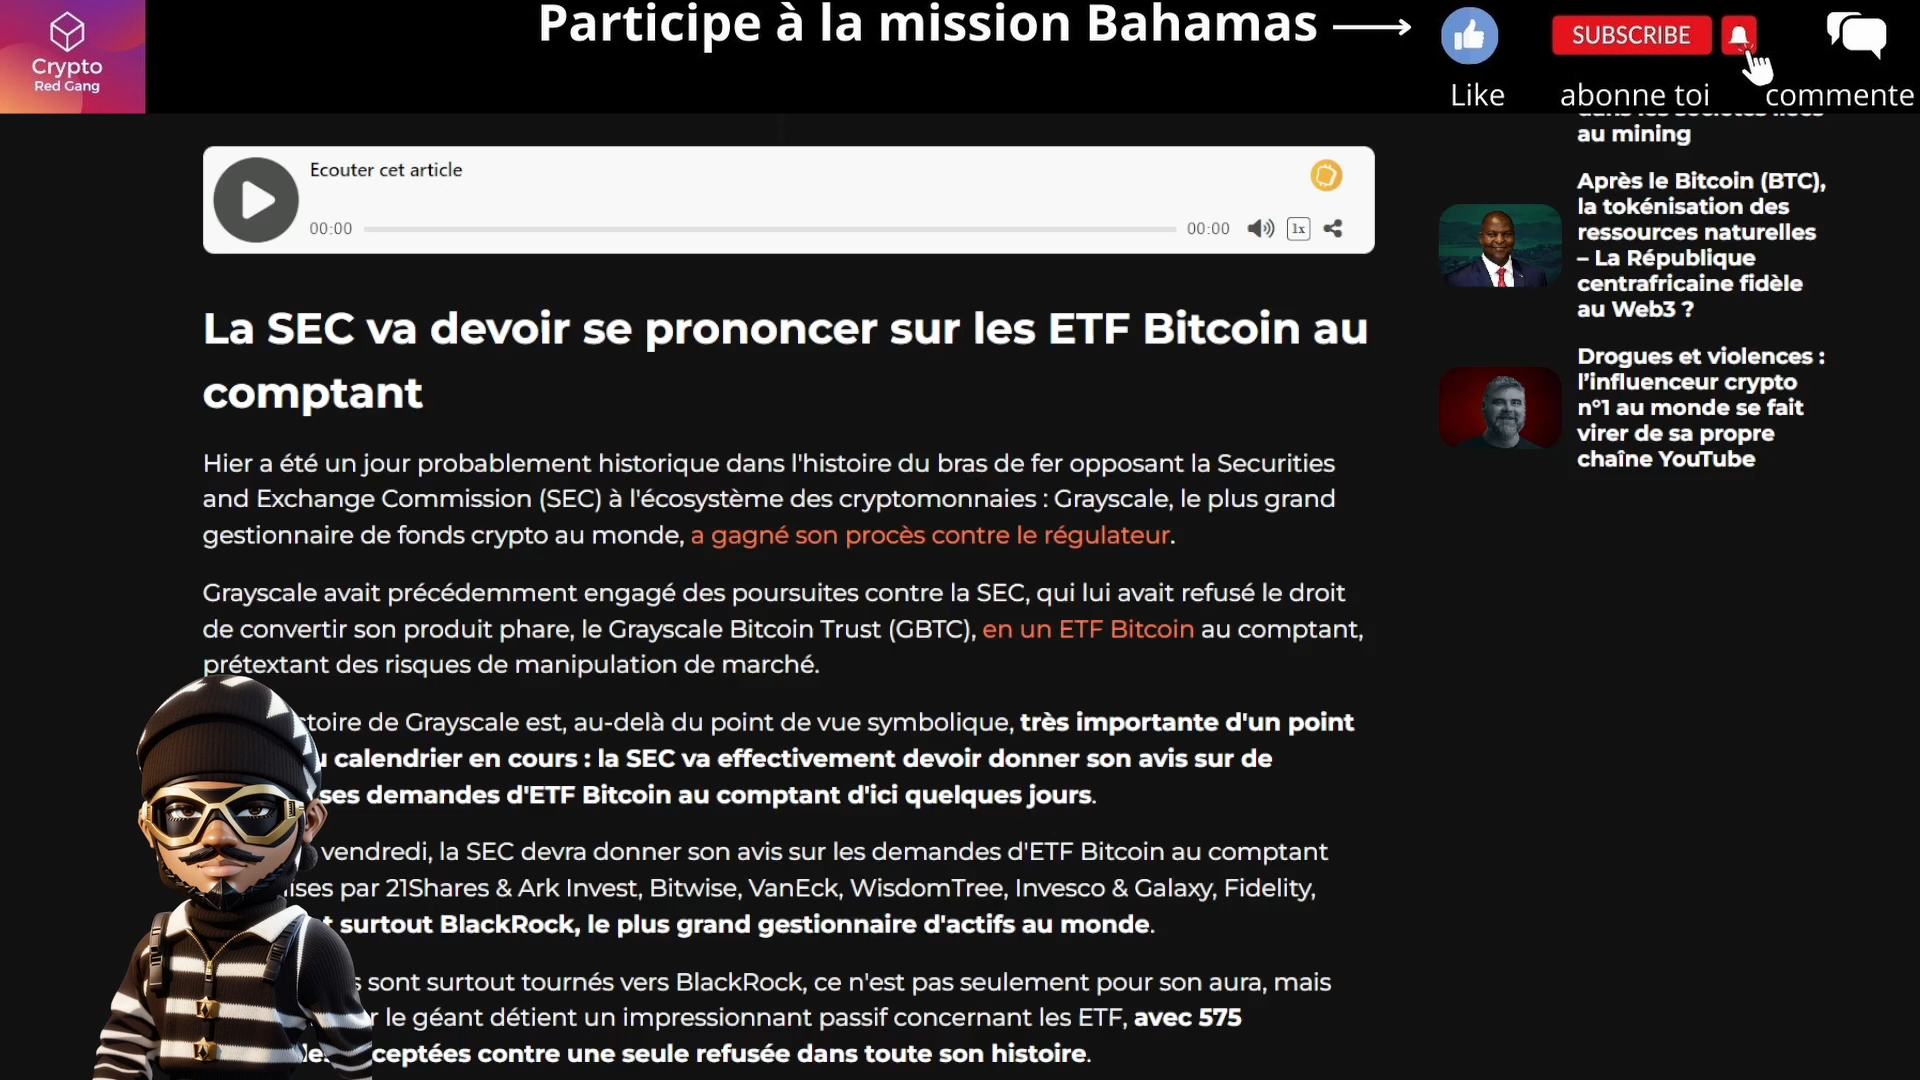 Crypto
Red Gang
Participe à la mission Bahamas
SUBSCRIBE
Like
abonne toi
commente
Ecouter cet article
00:00
00:00
1x
La SEC va devoir se prononcer sur les ETF Bitcoin au
comptant
Hier a été un jour probablement historique dans l'histoire du bras de fer opposant la Securities
and Exchange Commission (SEC) à l'écosystème des cryptomonnaies : Grayscale, le plus grand
gestionnaire de fonds crypto au monde, a gagné son procès contre le régulateur.
Grayscale avait précédemment engagé des poursuites contre la SEC, qui lui avait refusé le droit
de convertir son produit phare, le Grayscale Bitcoin Trust (GBTC), en un ETF Bitcoin au comptant,
prétextant des risques de manipulation de marché.
toire de Grayscale est, au-delà du point de vue symbolique, très importante d'un point
calendrier en cours : la SEC va effectivement devoir donner son avis sur de
ses demandes d'ETF Bitcoin au comptant d'ici quelques jours.
vendredi, la SEC devra donner son avis sur les demandes d'ETF Bitcoin au comptant
ises par 21Shares & Ark Invest, Bitwise, VanEck, WisdomTree, Invesco & Galaxy, Fidelity,
t surtout BlackRock, le plus grand gestionnaire d'actifs au monde.
s sont surtout tournés vers BlackRock, ce n'est pas seulement pour son aura, mais
r le géant détient un impressionnant passif concernant les ETF, avec 575
ceptées contre une seule refusée dans toute son histoire.
au mining
Après le Bitcoin (BTC),
la tokénisation des
ressources naturelles
– La République
centrafricaine fidèle
au Web3 ?
Drogues et violences :
l'influenceur crypto
n°1 au monde se fait
virer de sa propre
chaîne YouTube